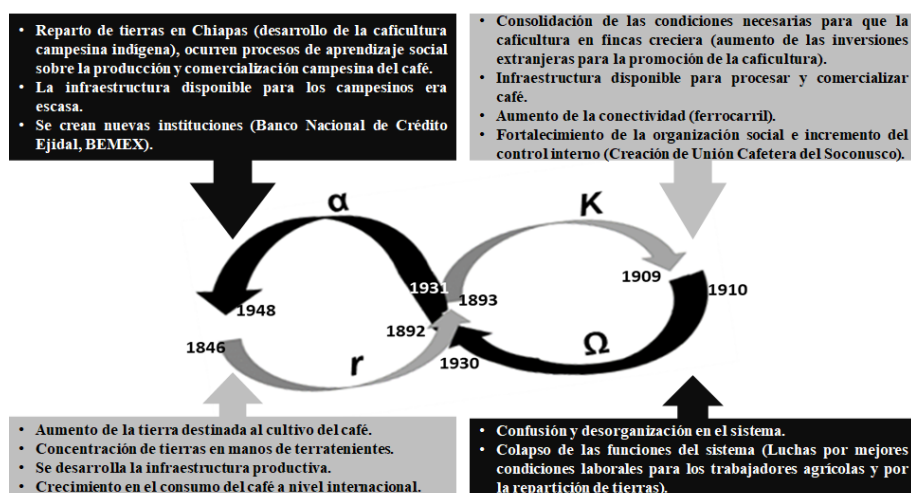 • Reparto de tierras en Chiapas (desarrollo de la caficultura
campesina indígena), ocurren procesos de aprendizaje social
sobre la producción y comercialización campesina del café.
• La infraestructura disponible para los campesinos era
escasa.
• Se crean nuevas instituciones (Banco Nacional de Crédito
Ejidal, BEMEX).
• Consolidación de las condiciones necesarias para que la
caficultura en fincas creciera (aumento de las inversiones
extranjeras para la promoción de la caficultura).
• Infraestructura disponible para procesar y comercializar
café.
• Aumento de la conectividad (ferrocarril).
• Fortalecimiento de la organización social e incremento del
control interno (Creación de Unión Cafetera del Soconusco).
α
K
1931
1893
1909
1910
1948
1892
1846
1930
r
Ω
• Aumento de la tierra destinada al cultivo del café.
• Concentración de tierras en manos de terratenientes.
• Se desarrolla la infraestructura productiva.
• Crecimiento en el consumo del café a nivel internacional.
• Confusión y desorganización en el sistema.
• Colapso de las funciones del sistema (Luchas por mejores
condiciones laborales para los trabajadores agrícolas y por
la repartición de tierras).